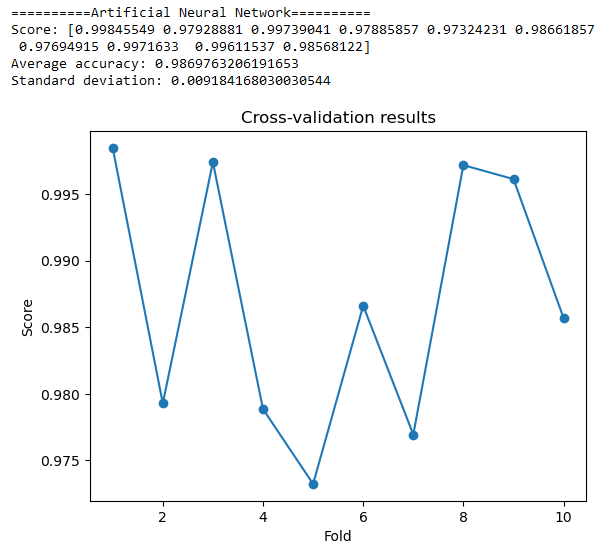 ==========Artificial Neural Network==========
Score: [0.99845549 0.97928881 0.99739041 0.97885857 0.97324231 0.98661857
0.97694915 0.9971633  0.99611537 0.98568122]
Average accuracy: 0.9869763206191653
Standard deviation: 0.009184168030030544
Cross-validation results
0.995
0.990
0.985
0.980
0.975
Score
2 4 6 8 10
Fold